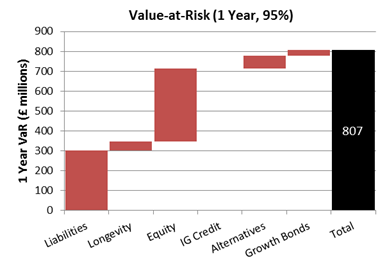 Value-at-Risk (1 Year, 95%)
1 Year VaR (£ millions)
900
800
700
600
500
400
300
200
100
0
807
Liabilities
Longevity
Equity
IG Credit
Alternatives
Growth Bonds
Total